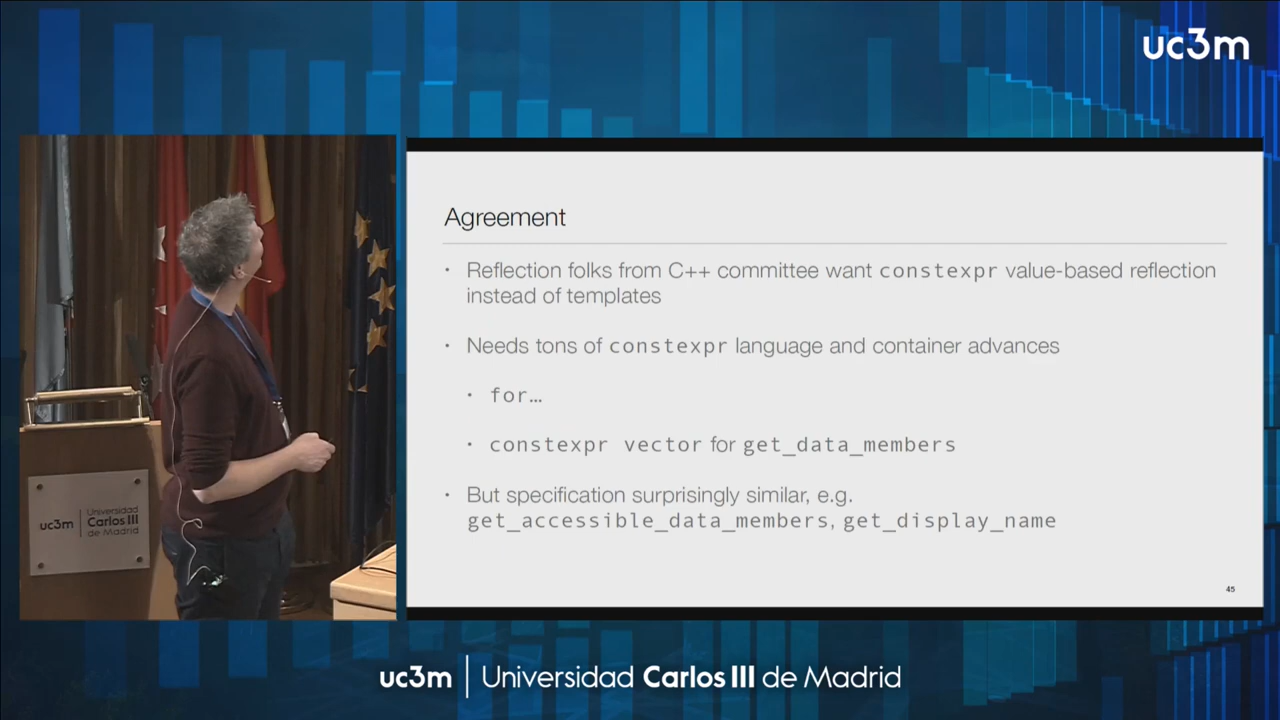 uc3m
Agreement
• Reflection folks from C++ committee want constexpr value-based reflection
instead of templates
• Needs tons of constexpr language and container advances
• for…
• constexpr vector for get_data_members
• But specification surprisingly similar, e.g.
get_accessible_data_members, get_display_name
45
uc3m Universidad
Carlos III
de Madrid
uc3m Universidad Carlos III de Madrid